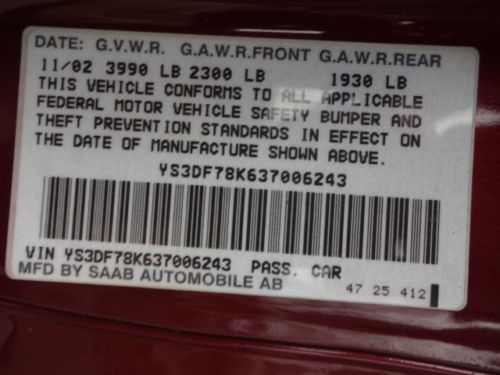 DATE: G.V.W.R. G.A.W.R.FRONT G.A.W.R.REAR
11/02 3990 LB 2300 LB 1930 LB
THIS VEHICLE CONFORMS TO ALL APPLICABLE
FEDERAL MOTOR VEHICLE SAFETY BUMPER AND
THEFT PREVENTION STANDARDS IN EFFECT ON
THE DATE OF MANUFACTURE SHOWN ABOVE.
YS3DF78K637006243
VIN YS3DF78K637006243 PASS. CAR
MFD BY SAAB AUTOMOBILE AB
47 25 412